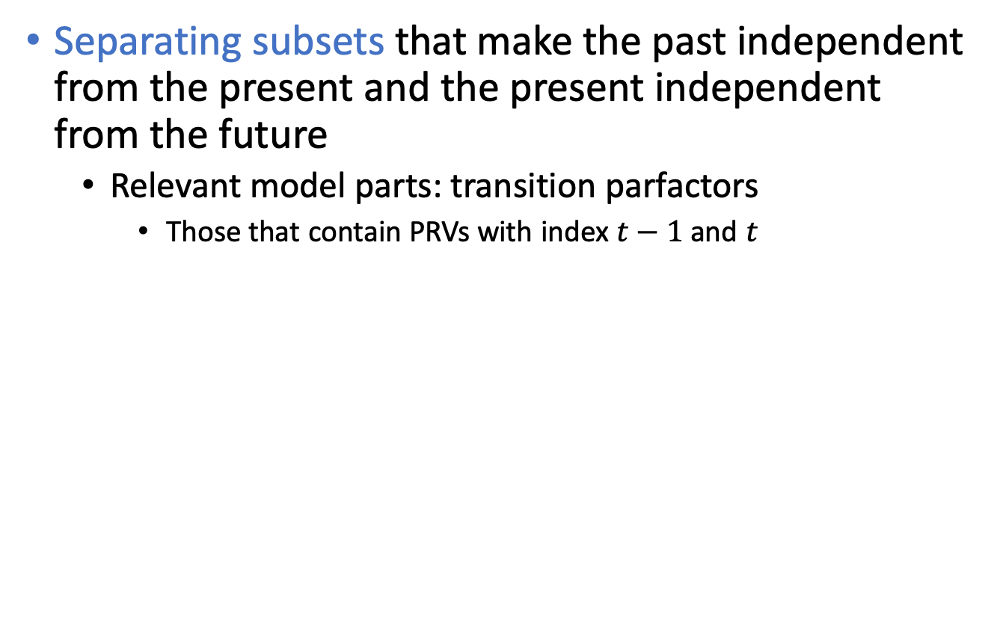 • Separating subsets that make the past independent
from the present and the present independent
from the future
• Relevant model parts: transition parfactors
• Those that contain PRVs with index 𝑡 − 1 and 𝑡